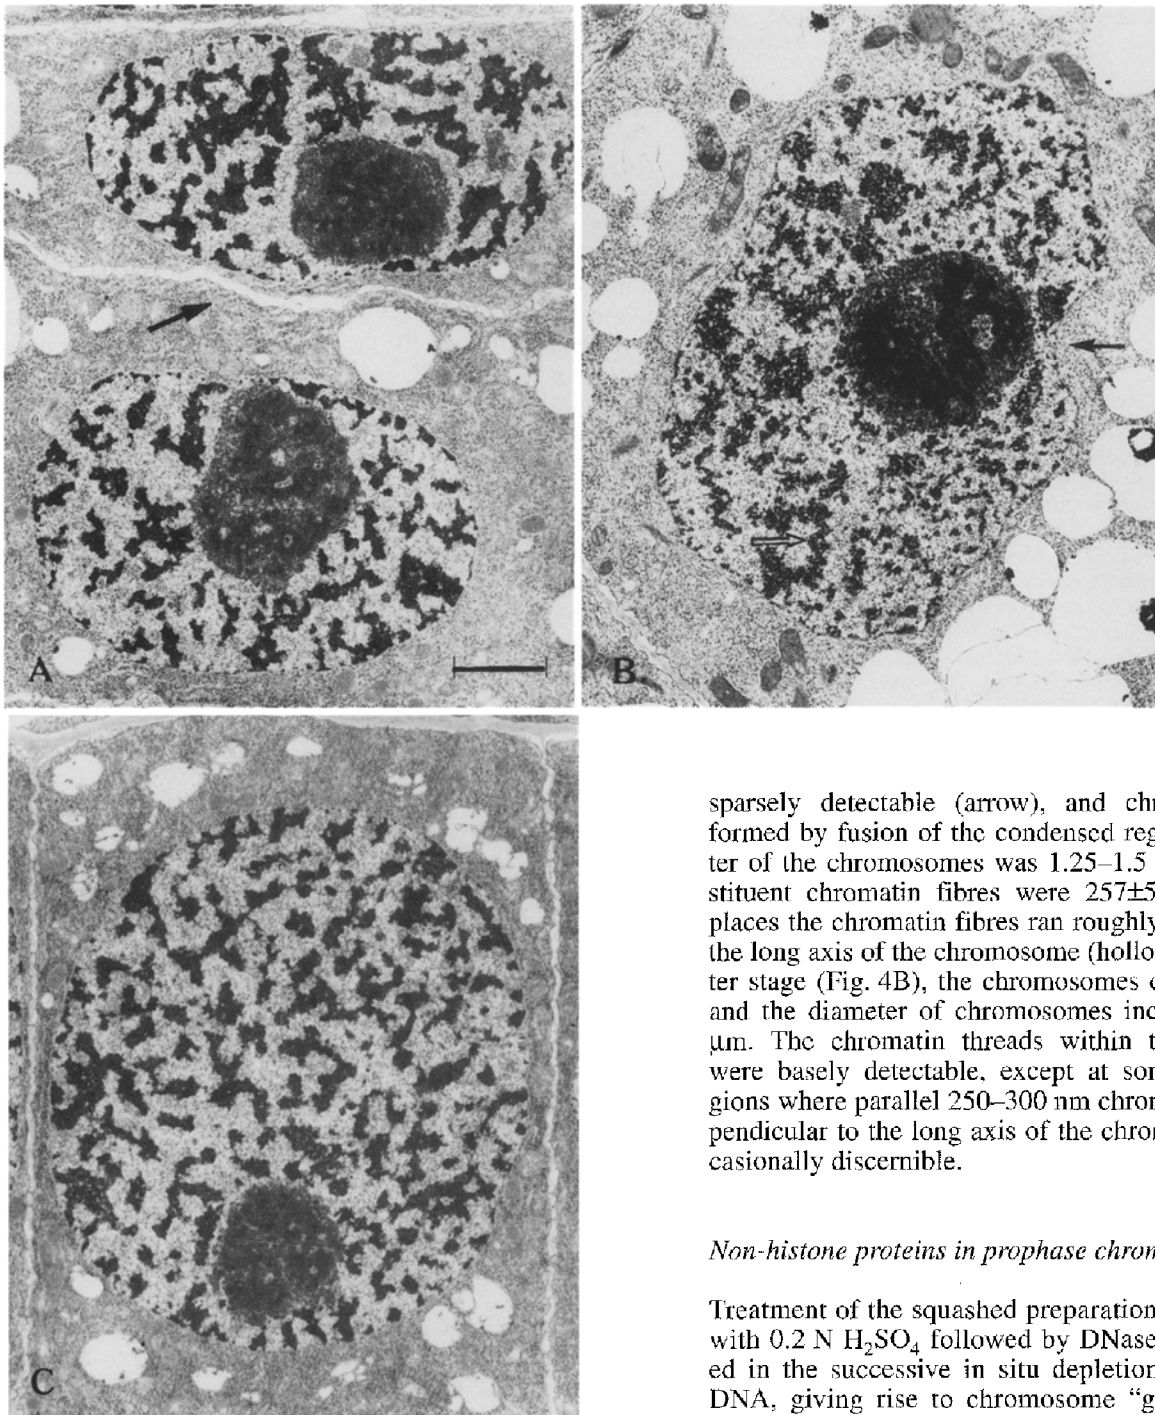 A
B
C
sparsely detectable (arrow), and chr
formed by fusion of the condensed reg
ter of the chromosomes was 1.25–1.5
stituent chromatin fibres were 257±5
places the chromatin fibres ran roughly
the long axis of the chromosome (hollo
ter stage (Fig. 4B), the chromosomes c
and the diameter of chromosomes inc
μm. The chromatin threads within t
were basely detectable, except at son
gions where parallel 250–300 nm chron
pendicular to the long axis of the chron
casionally discernible.
Non-histone proteins in prophase chron
Treatment of the squashed preparation
with 0.2 N H₂SO₄ followed by DNase
ed in the successive in situ depletion
DNA, giving rise to chromosome “g